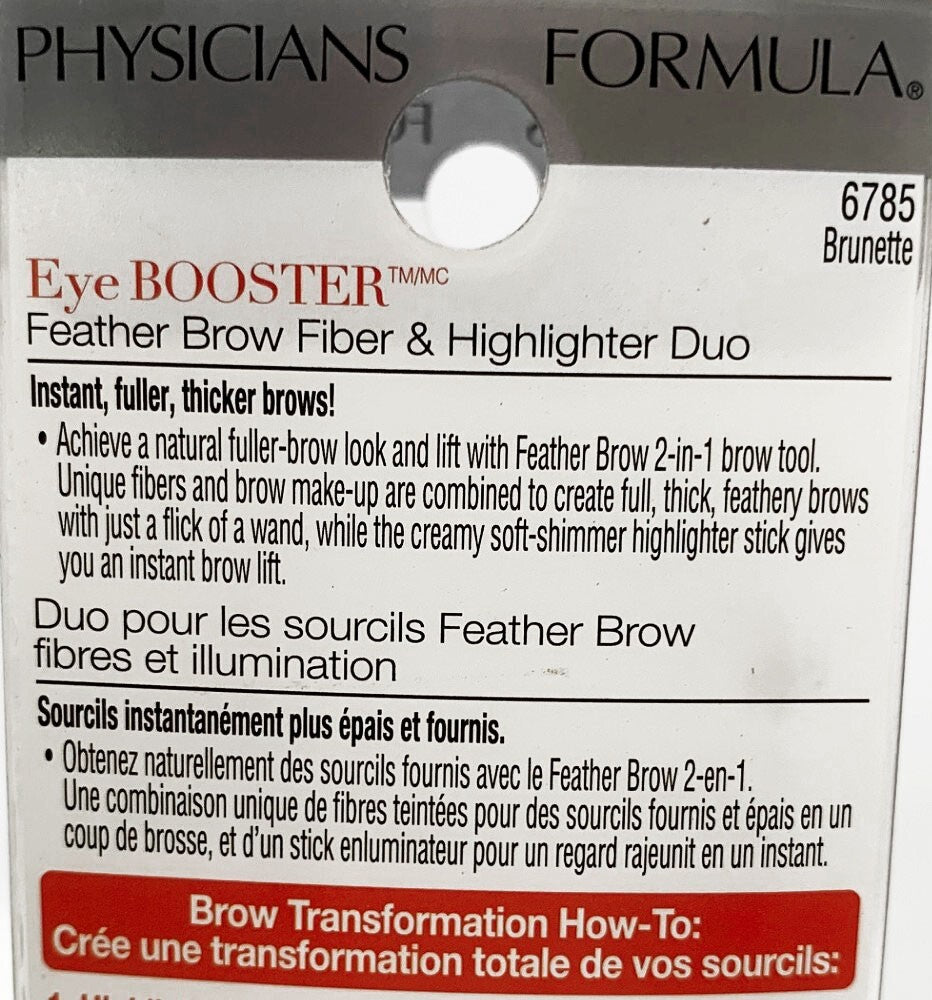 PHYSICIANS FORMULA®
6785
Brunette
Eye BOOSTER™/MC
Feather Brow Fiber & Highlighter Duo
Instant, fuller, thicker brows!
• Achieve a natural fuller-brow look and lift with Feather Brow 2-in-1 brow tool.
Unique fibers and brow make-up are combined to create full, thick, feathery brows
with just a flick of a wand, while the creamy soft-shimmer highlighter stick gives
you an instant brow lift.
Duo pour les sourcils Feather Brow
fibres et illumination
Sourcils instantanément plus épais et fournis.
• Obtenez naturellement des sourcils fournis avec le Feather Brow 2-en-1.
Une combinaison unique de fibres teintées pour des sourcils fournis et épais en un
coup de brosse, et d'un stick enluminateur pour un regard rajeunit en un instant.
Brow Transformation How-To:
Crée une transformation totale de vos sourcils: